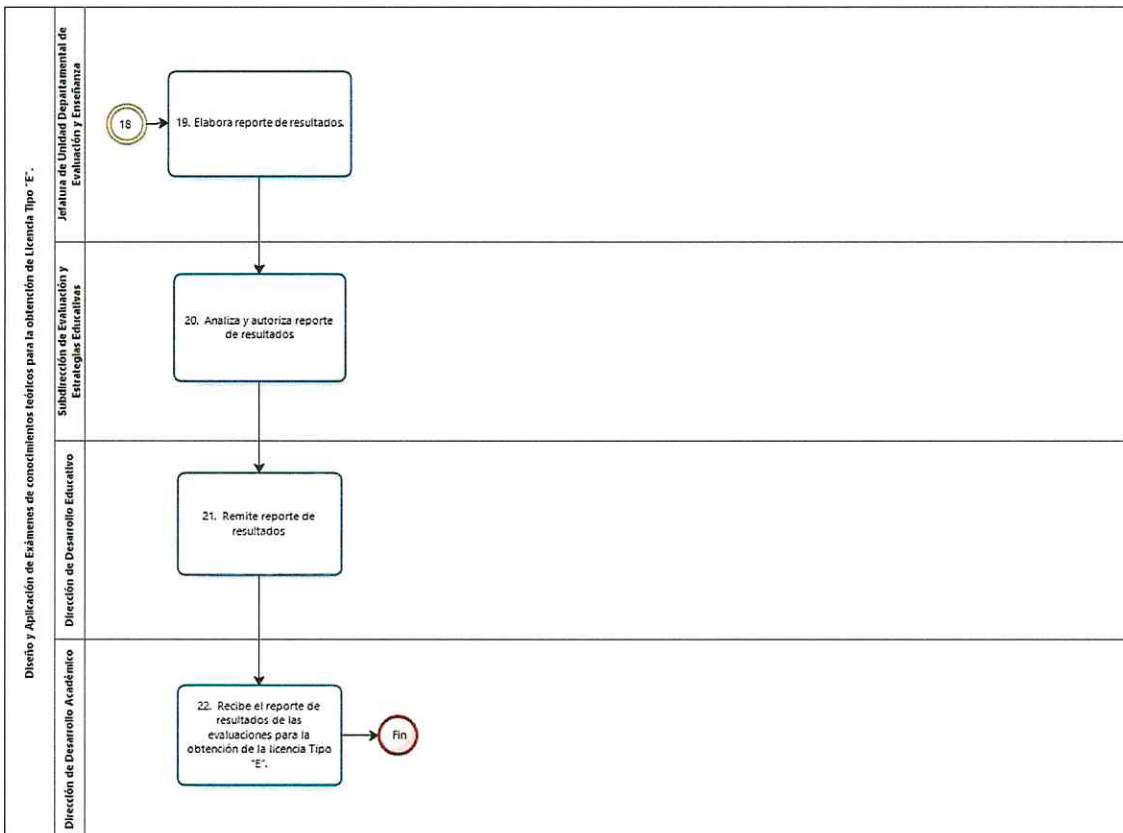 Diseño y Aplicación de Exámenes de conocimientos teóricos para la obtención de Licencia Tipo "E".
Jefatura de Unidad Departamental de
Evaluación y Enseñanza
18
19. Elabora reporte de resultados.
Subdirección de Evaluación y
Estrategias Educativas
20. Analiza y autoriza reporte
de resultados
Dirección de Desarrollo Educativo
21. Remite reporte de
resultados
Dirección de Desarrollo Académico
22. Recibe el reporte de
resultados de las
evaluaciones para la
obtención de la licencia Tipo
"E".
Fin